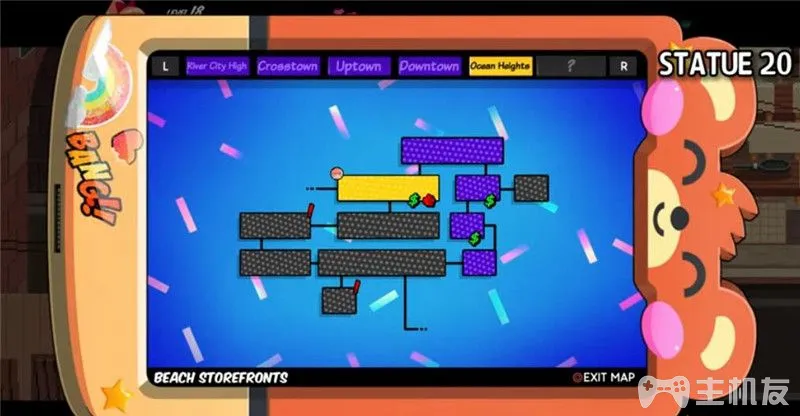 LEVEL 18
L River City High Crosstown Uptown Downtown Ocean Heights ? R
STATUE 20
BANG!!
$ $
$
BEACH STOREFRONTS
EXIT MAP
主机友